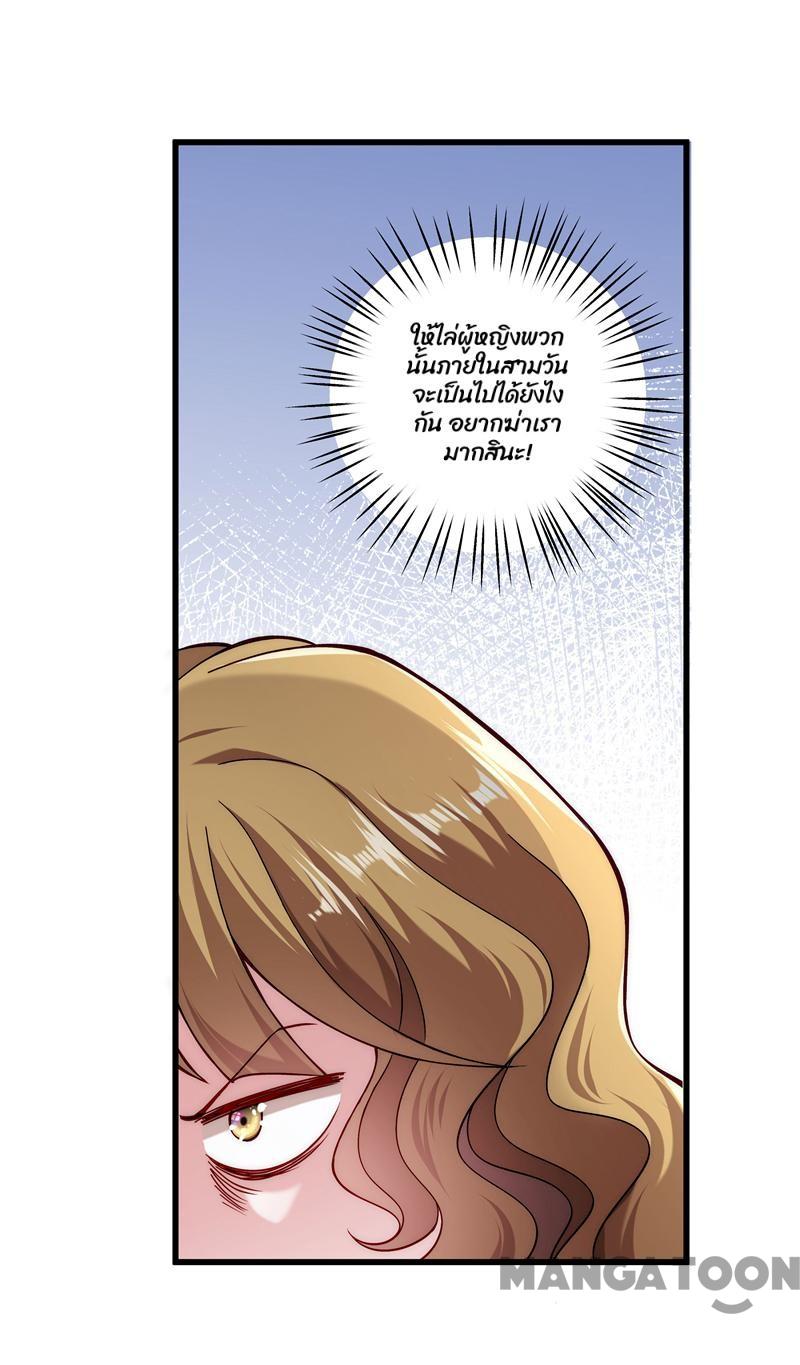 ให้ไล่ผู้หญิงพวก
นั้นภายในสามวัน
จะเป็นไปได้ยังไง
กัน อยากฆ่าเรา
มากสินะ!
MANGATOON